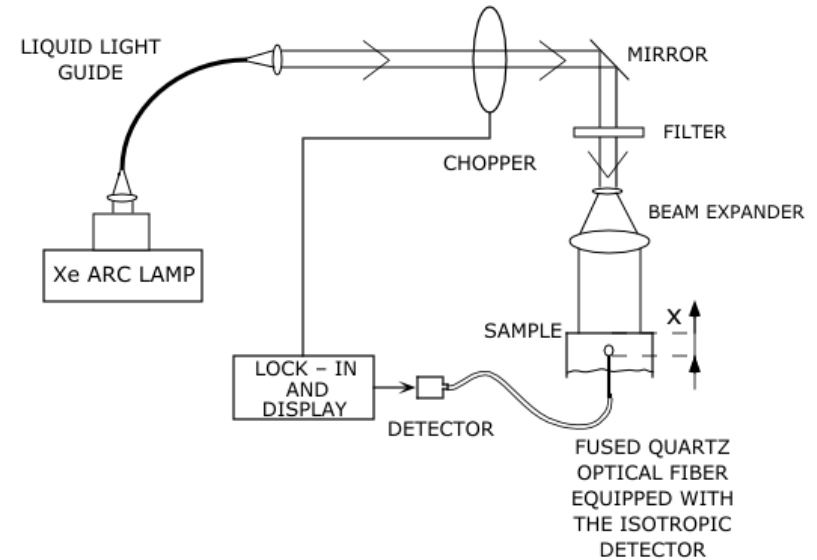 LIQUID LIGHT
GUIDE
MIRROR
FILTER
CHOPPER
BEAM EXPANDER
Xe ARC LAMP
X
SAMPLE
LOCK – IN
AND
DISPLAY
DETECTOR
FUSED QUARTZ
OPTICAL FIBER
EQUIPPED WITH
THE ISOTROPIC
DETECTOR